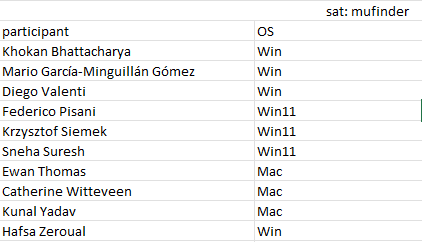 sat: mufinder
participant OS
Khokan Bhattacharya Win
Mario García-Minguillán Gómez Win
Diego Valenti Win
Federico Pisani Win11
Krzysztof Siemek Win11
Sneha Suresh Win11
Ewan Thomas Mac
Catherine Witteveen Mac
Kunal Yadav Mac
Hafsa Zeroual Win